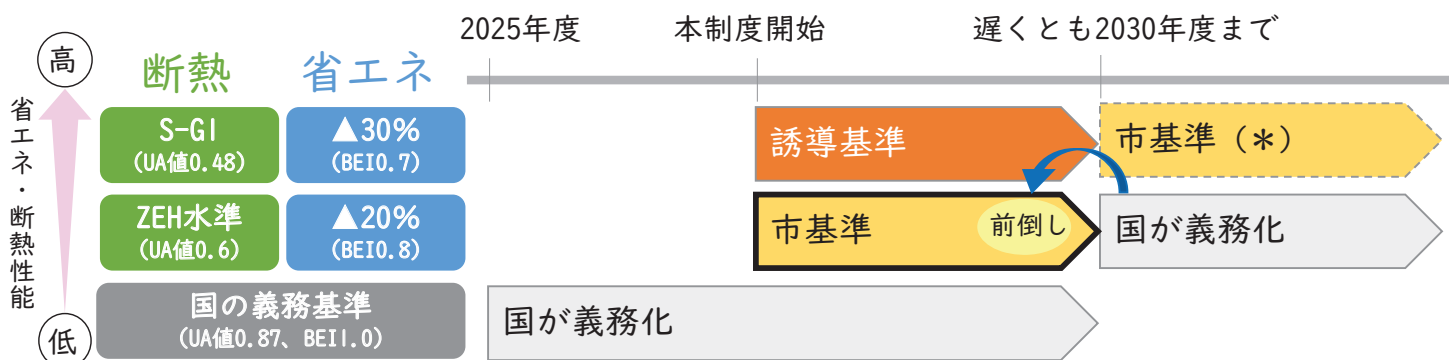 2025年度 本制度開始 遅くとも2030年度まで
高 断熱 省エネ
省エネ・断熱性能
S-G1 ▲30% 誘導基準 市基準（＊）
(UA値0.48) (BEI0.7)
ZEH水準 ▲20% 市基準 前倒し 国が義務化
(UA値0.6) (BEI0.8)
国の義務基準 国が義務化
(UA値0.87、BEI1.0)
低